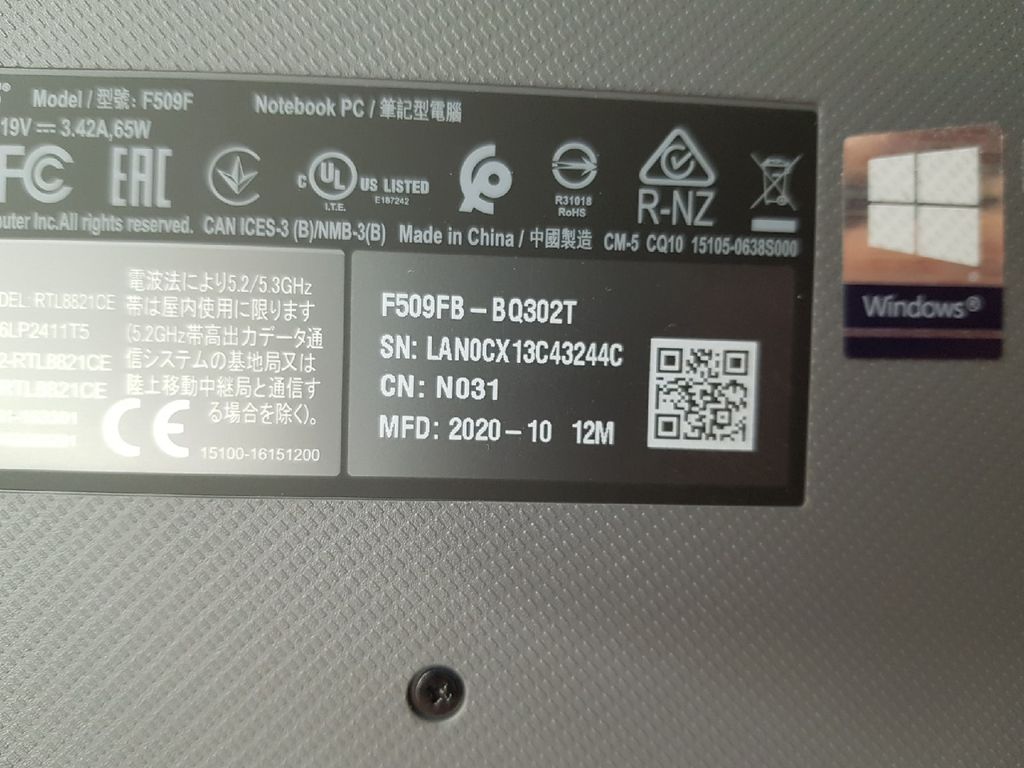 Model / 型號: F509F
Notebook PC / 筆記型電腦
19V ⎓ 3.42A, 65W
FC
EAC
c UL US LISTED
I.T.E.
E187242
R31018
RoHS
R-NZ
Inc. All rights reserved.
CAN ICES-3 (B)/NMB-3(B)
Made in China / 中國製造
CM-5 CQ10 15105-0638S000
RTL8821CE
6LP2411T5
2-RTL8821CE
RTL8821CE
電波法により5.2/5.3GHz
帯は屋内使用に限ります
(5.2GHz帯高出力データ通
信システムの基地局又は
陸上移動中継局と通信す
る場合を除く)。
CE
15100-16151200
F509FB-BQ302T
SN: LAN0CX13C43244C
CN: N031
MFD: 2020-10 12M
Windows®